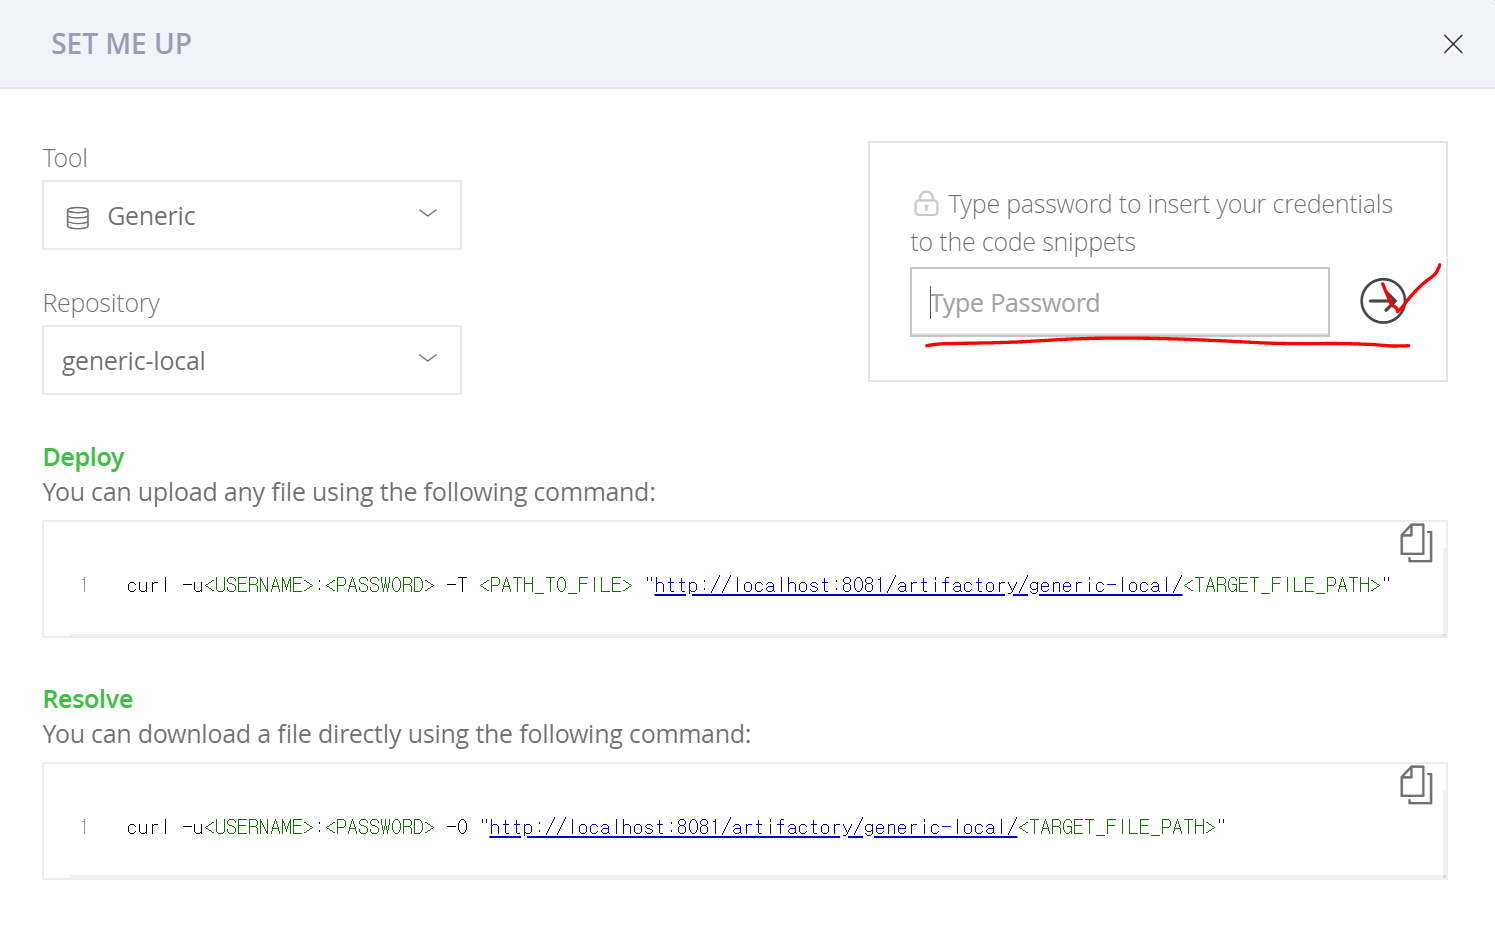 SET ME UP
Tool
Generic
Type password to insert your credentials
to the code snippets
Type Password
Repository
generic-local
Deploy
You can upload any file using the following command:
1 curl -u<USERNAME>:<PASSWORD> -T <PATH_TO_FILE> "http://localhost:8081/artifactory/generic-local/<TARGET_FILE_PATH>"
Resolve
You can download a file directly using the following command:
1 curl -u<USERNAME>:<PASSWORD> -O "http://localhost:8081/artifactory/generic-local/<TARGET_FILE_PATH>"